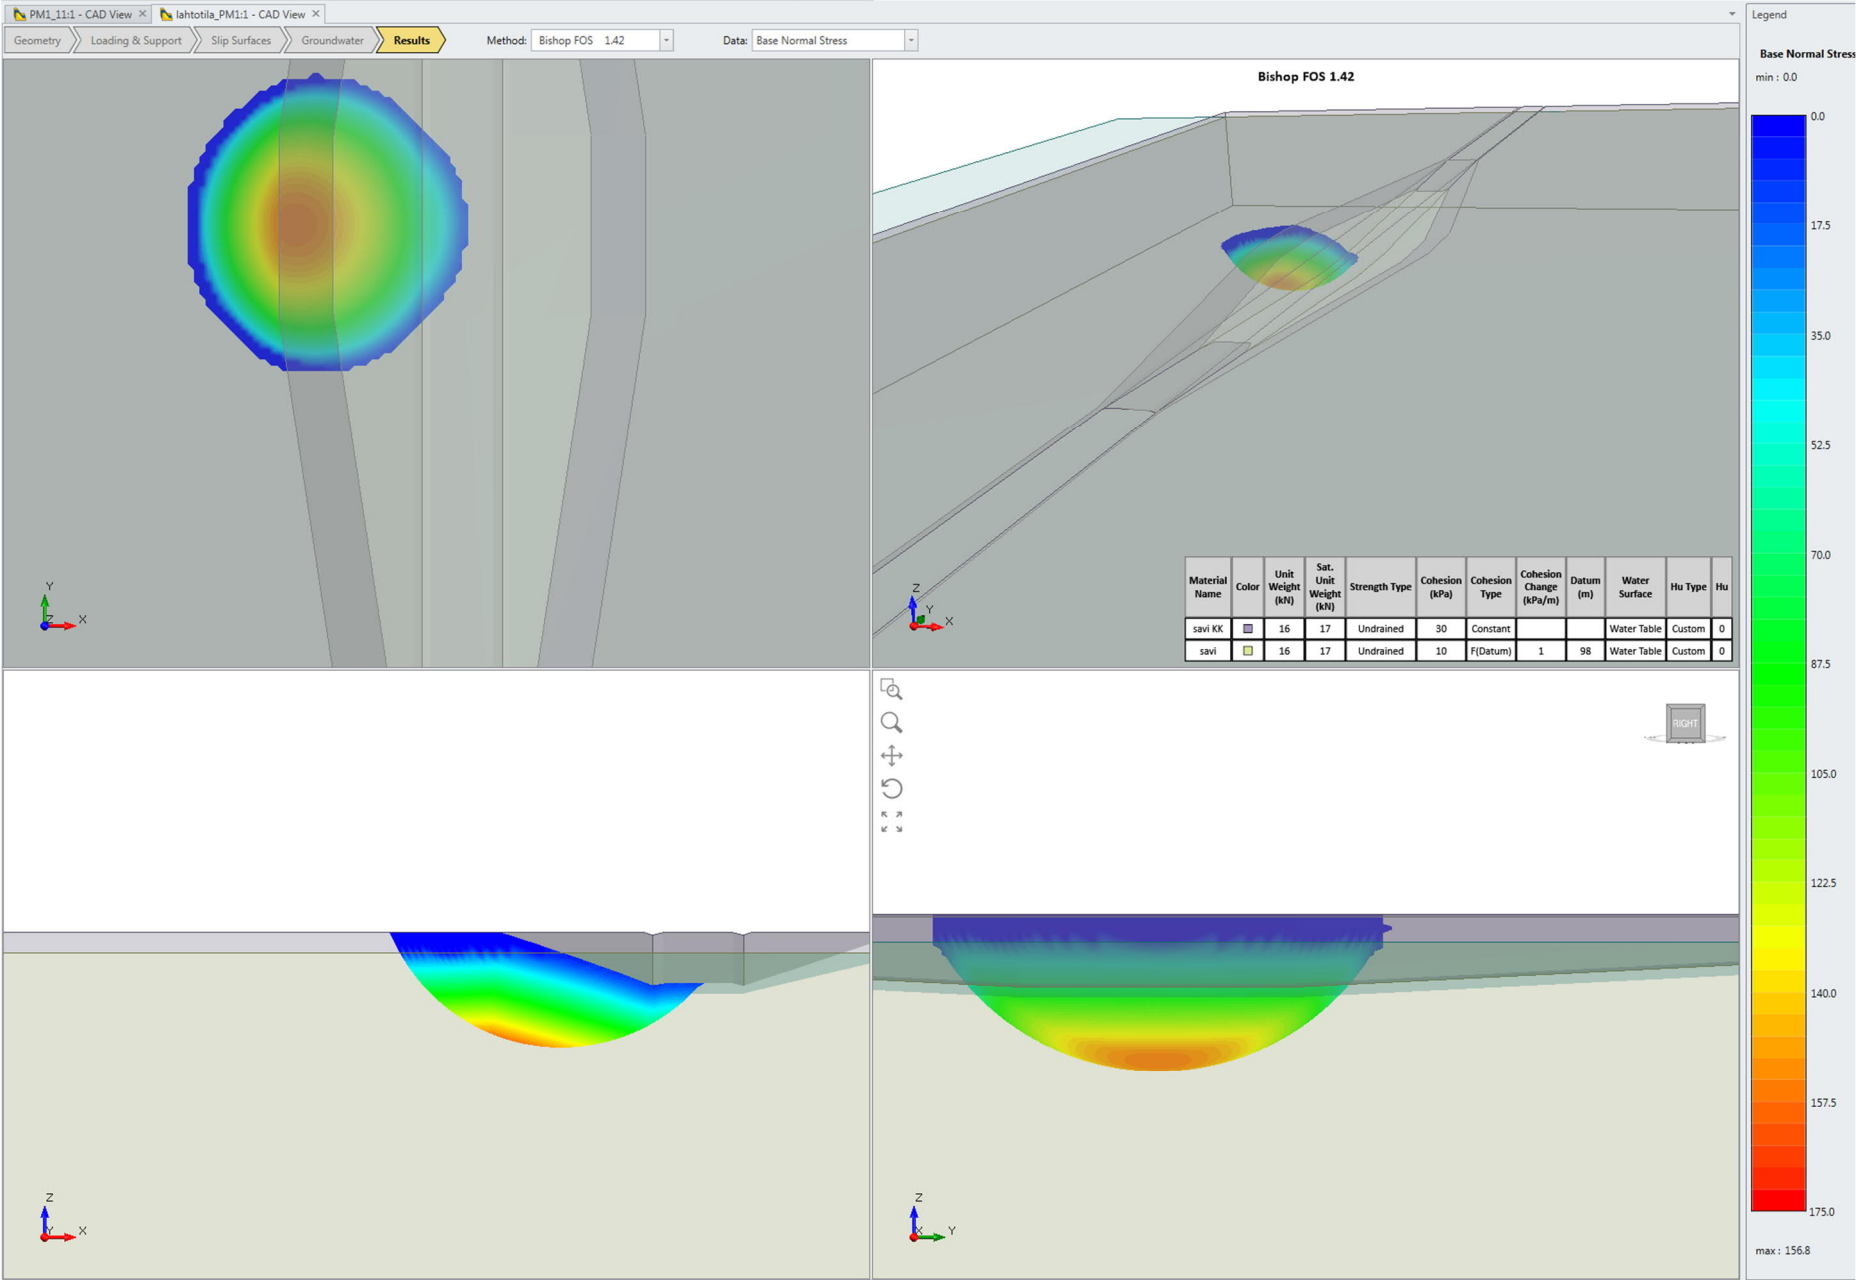 PM1_11:1 - CAD View
lahtotila_PM1:1 - CAD View
Geometry
Loading & Support
Slip Surfaces
Groundwater
Results
Method: Bishop FOS 1.42
Data: Base Normal Stress
Y
Z
X
Bishop FOS 1.42
Z
Y
X
Material Name Color Unit Weight (kN) Sat. Unit Weight (kN) Strength Type Cohesion (kPa) Cohesion Type Cohesion Change (kPa/m) Datum (m) Water Surface Hu Type Hu
savi KK 16 17 Undrained 30 Constant Water Table Custom 0
savi 16 17 Undrained 10 F(Datum) 1 98 Water Table Custom 0
Z
Y
X
RIGHT
Z
X
Y
Legend
Base Normal Stress
min : 0.0
0.0
17.5
35.0
52.5
70.0
87.5
105.0
122.5
140.0
157.5
175.0
max : 156.8